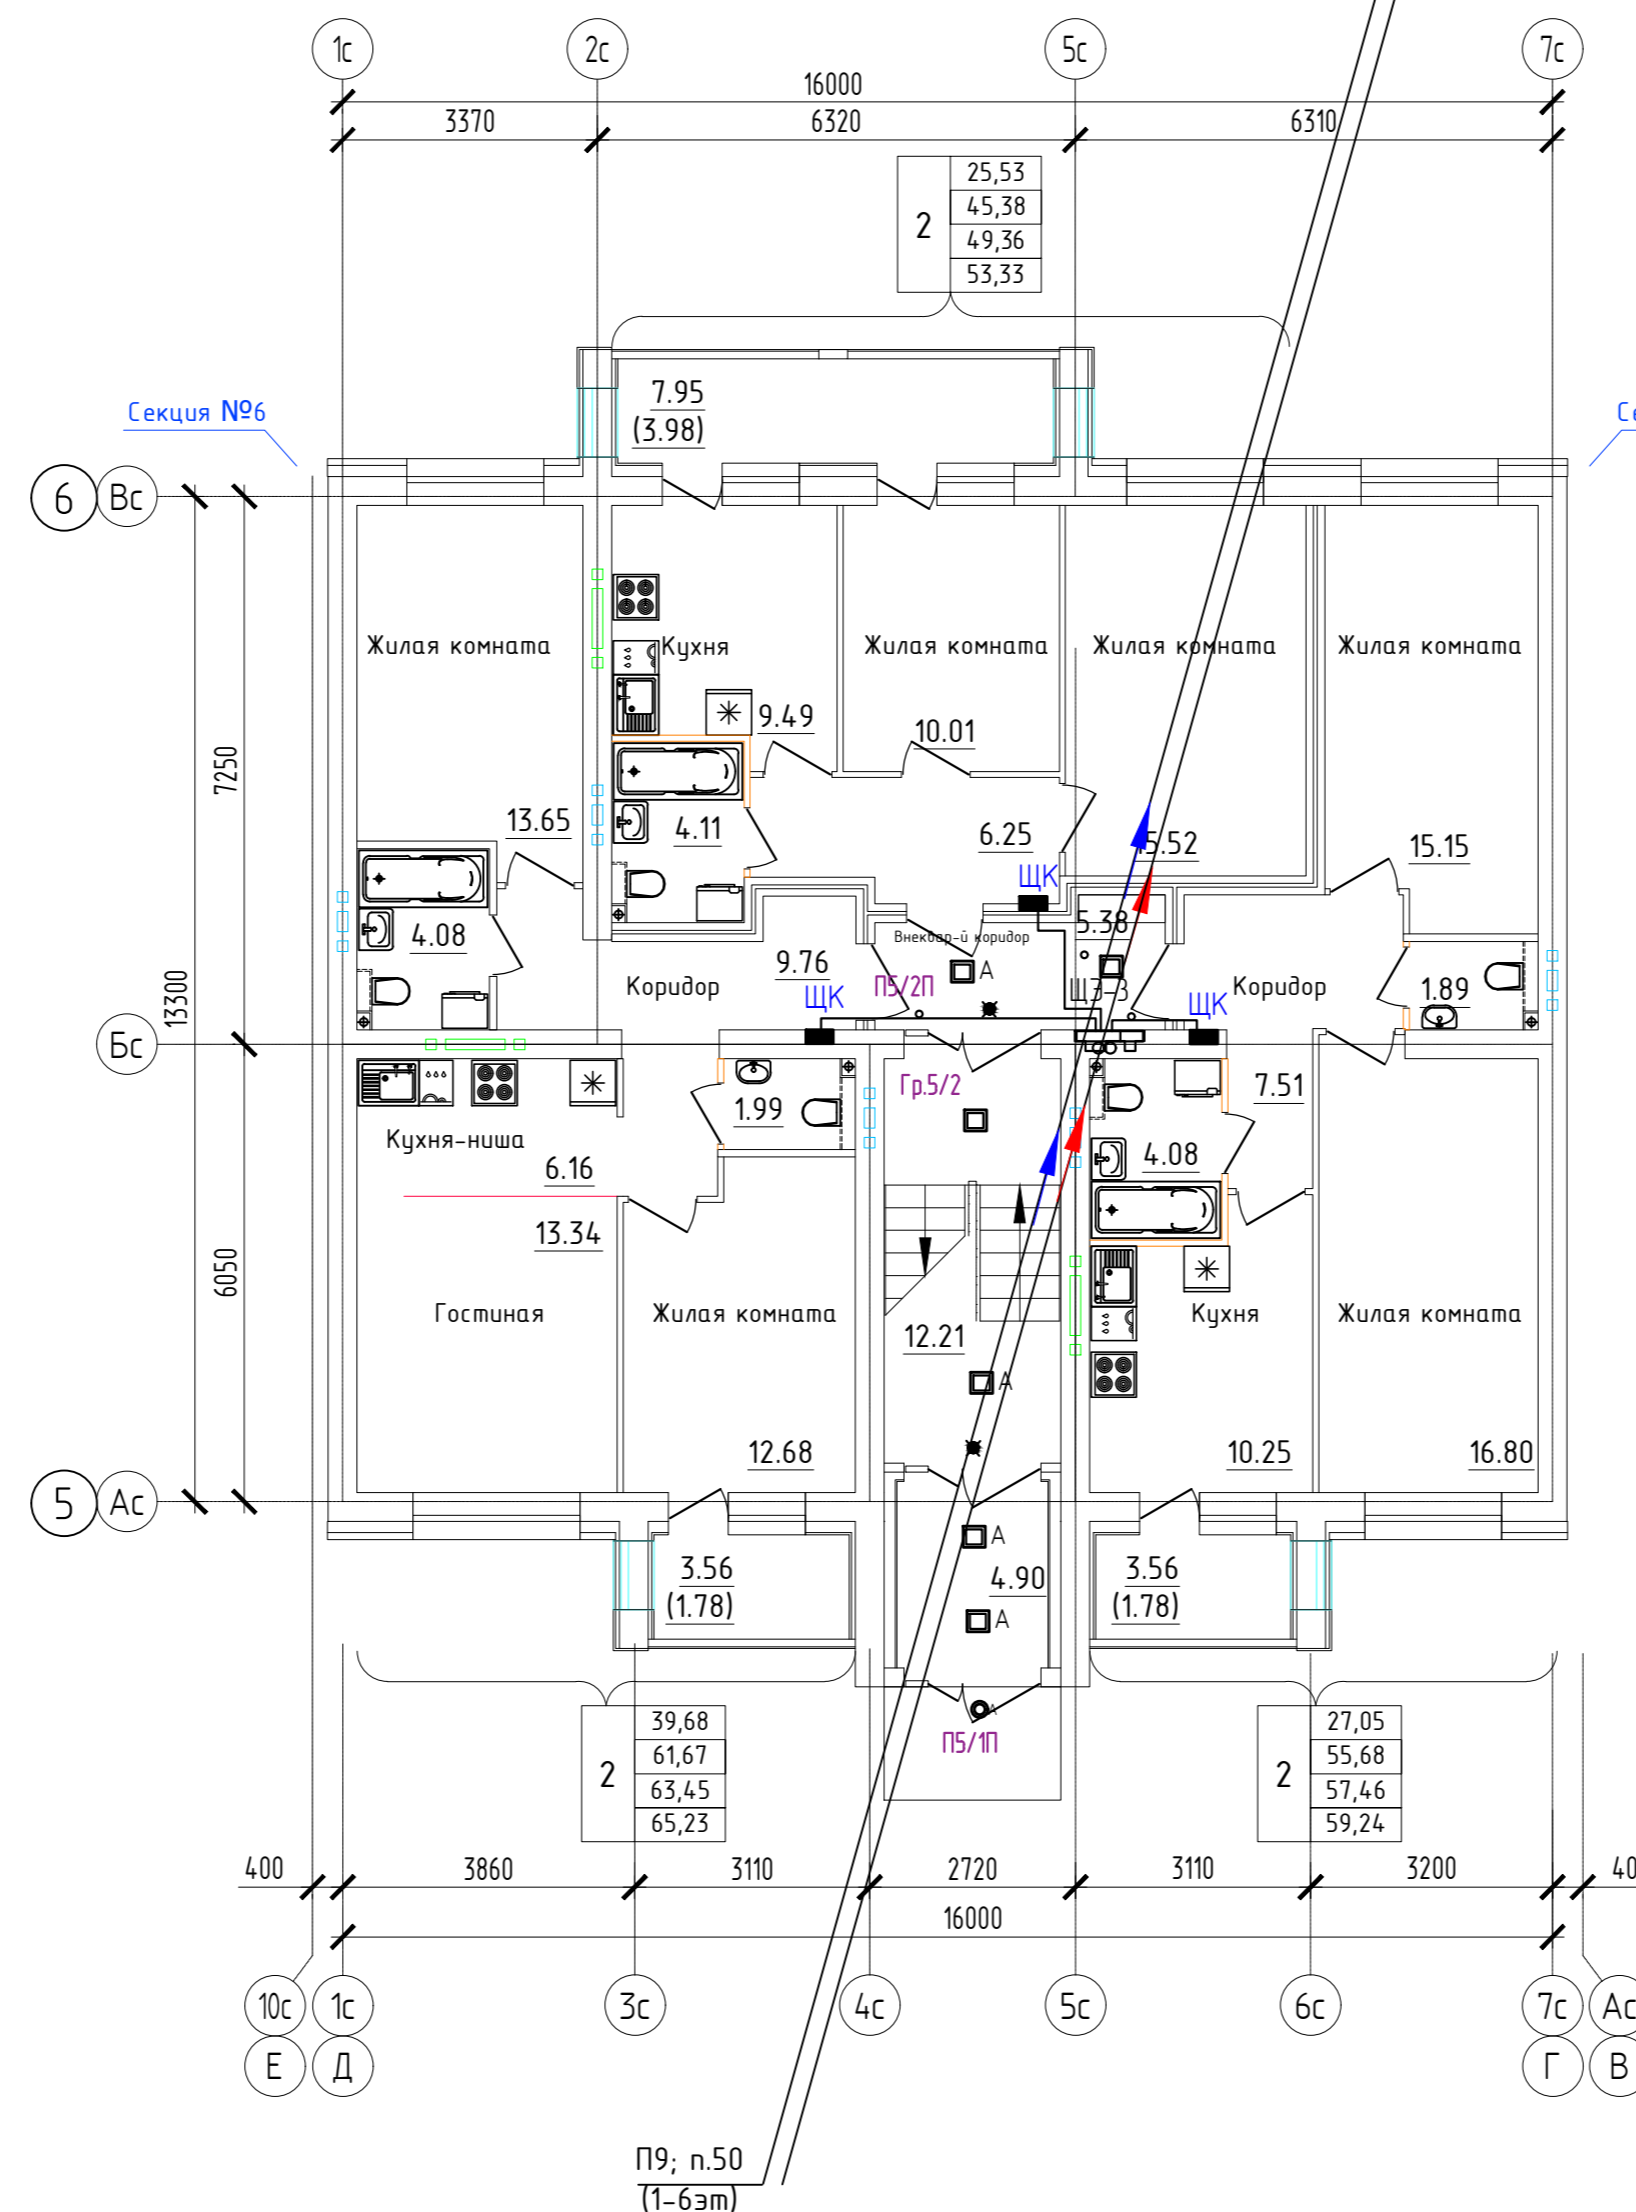 1с 2с 5с 7с
16000
3370 6320 6310
2
25,53
45,38
49,36
53,33
7.95
(3.98)
Секция №6
6 Вс
Жилая комната
Кухня
Жилая комната
Жилая комната
Жилая комната
9.49
10.01
7250
13.65
4.11
6.25
15.15
ЩК
4.08
5.38
Внеквар-й коридор
9.76
А
Коридор
П5/2П
ЩЭ-3
Коридор
1.89
ЩК
ЩК
13300
Бс
Гр.5/2
7.51
1.99
Кухня-ниша
6.16
4.08
13.34
6050
Гостиная
Жилая комната
12.21
Кухня
Жилая комната
А
12.68
10.25
16.80
5 Ас
А
3.56
(1.78)
4.90
3.56
(1.78)
А
А
П5/1П
2
39,68
61,67
63,45
65,23
2
27,05
55,68
57,46
59,24
400 3860 3110 2720 3110 3200
16000
10с 1с 3с 4с 5с 6с 7с Ас
Е Д Г В
П9; п.50
(1-6эт)